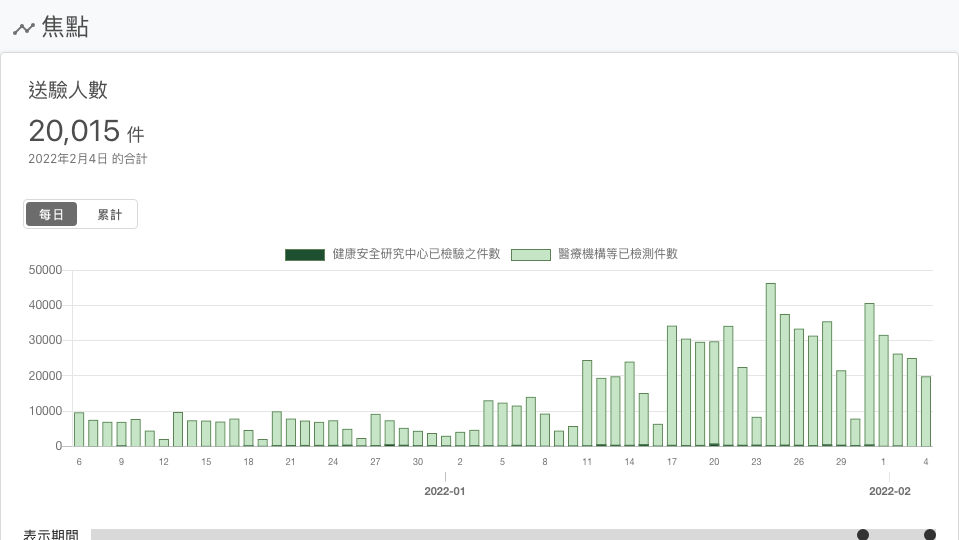 焦點
送驗人數
20,015 件
2022年2月4日 的合計
每日 累計
健康安全研究中心已檢驗之件數 醫療機構等已檢測件數
50000
40000
30000
20000
10000
0
6 9 12 15 18 21 24 27 30 2 5 8 11 14 17 20 23 26 29 1 4
2022-01 2022-02
表示期間